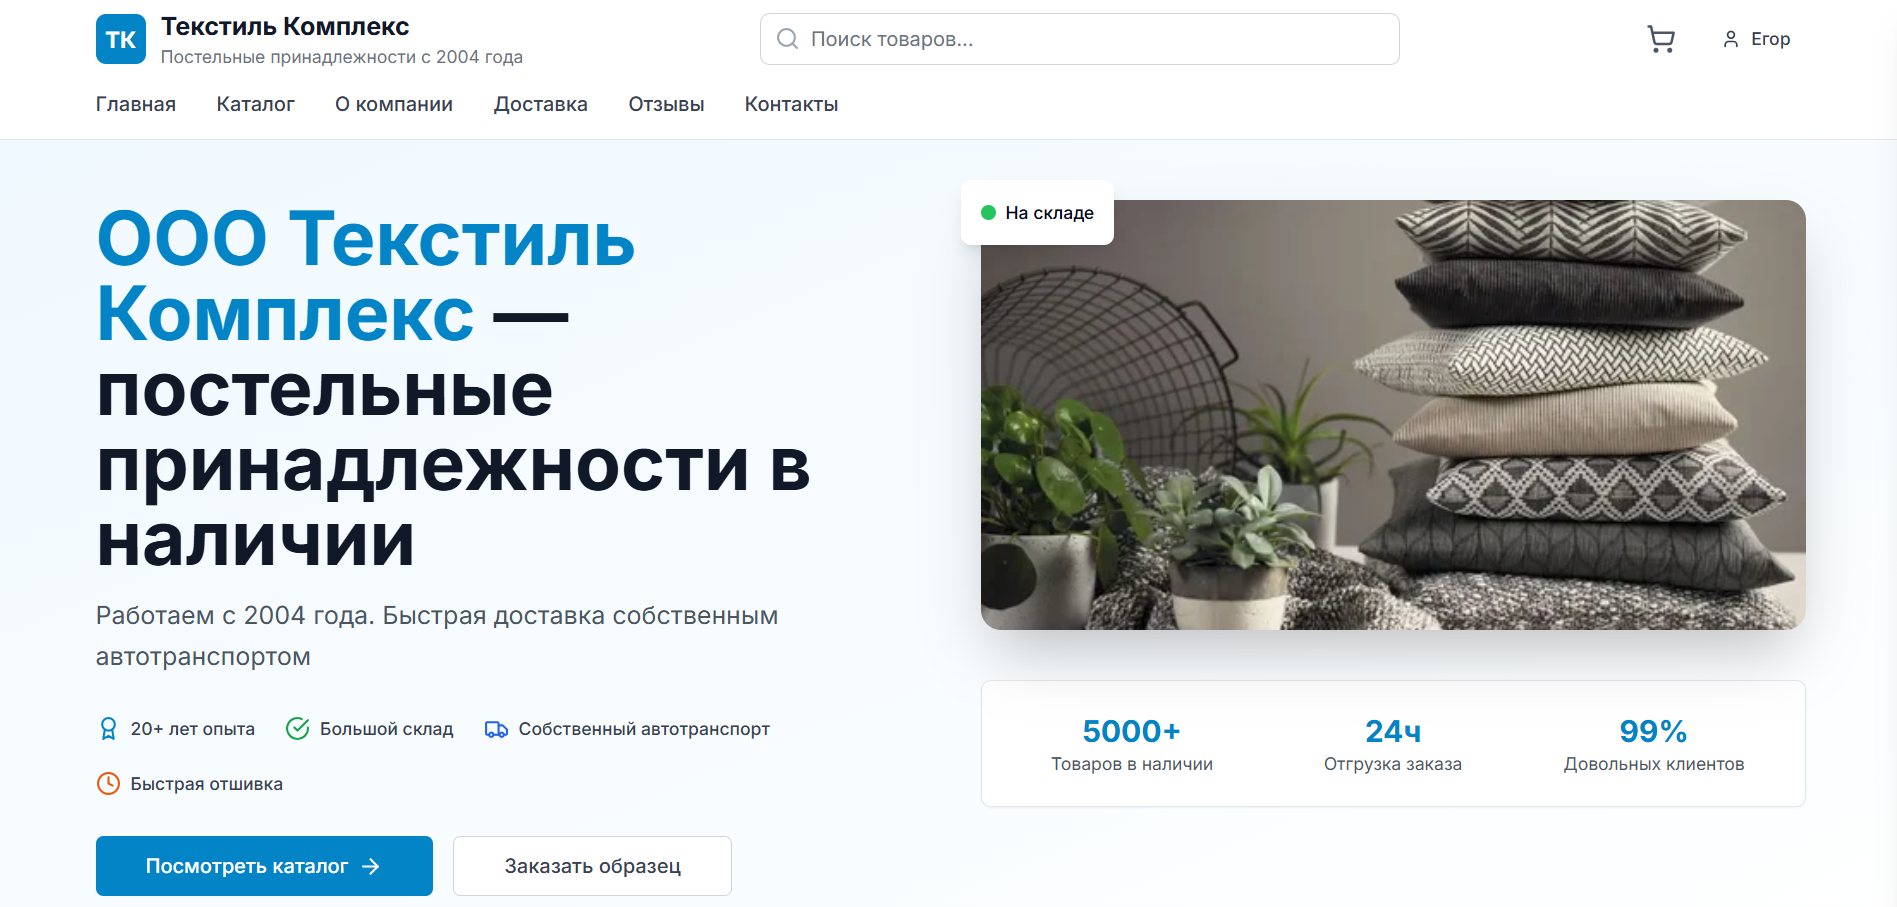 ТК
Текстиль Комплекс
Постельные принадлежности с 2004 года
Поиск товаров...
Егор
Главная
Каталог
О компании
Доставка
Отзывы
Контакты
ООО Текстиль
Комплекс —
постельные
принадлежности в
наличии
Работаем с 2004 года. Быстрая доставка собственным
автотранспортом
20+ лет опыта
Большой склад
Собственный автотранспорт
Быстрая отшивка
Посмотреть каталог
Заказать образец
На складе
5000+
Товаров в наличии
24ч
Отгрузка заказа
99%
Довольных клиентов